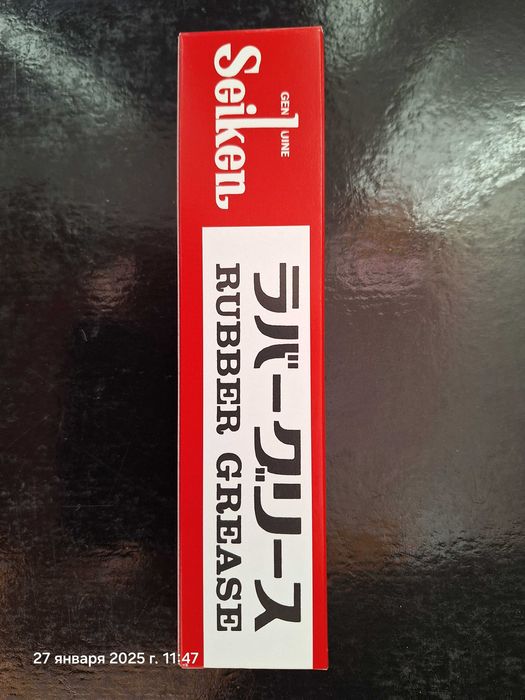 GENUINE
Seiken
ラバーグリース
RUBBER GREASE
27 января 2025 г. 11:47